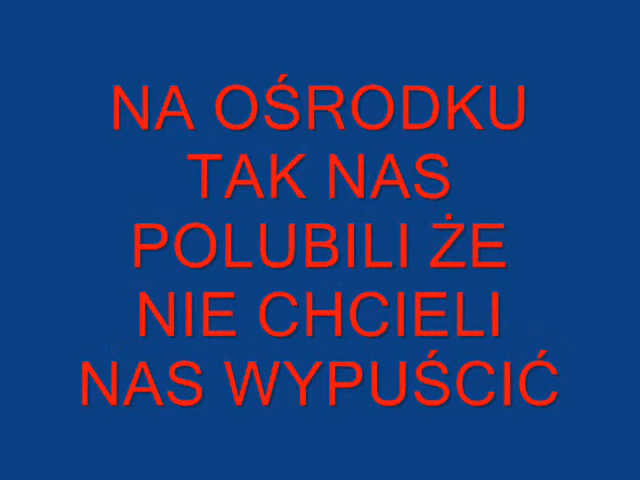 NA OŚRODKU
TAK NAS
POLUBILI ŻE
NIE CHCIELI
NAS WYPUŚCIĆ